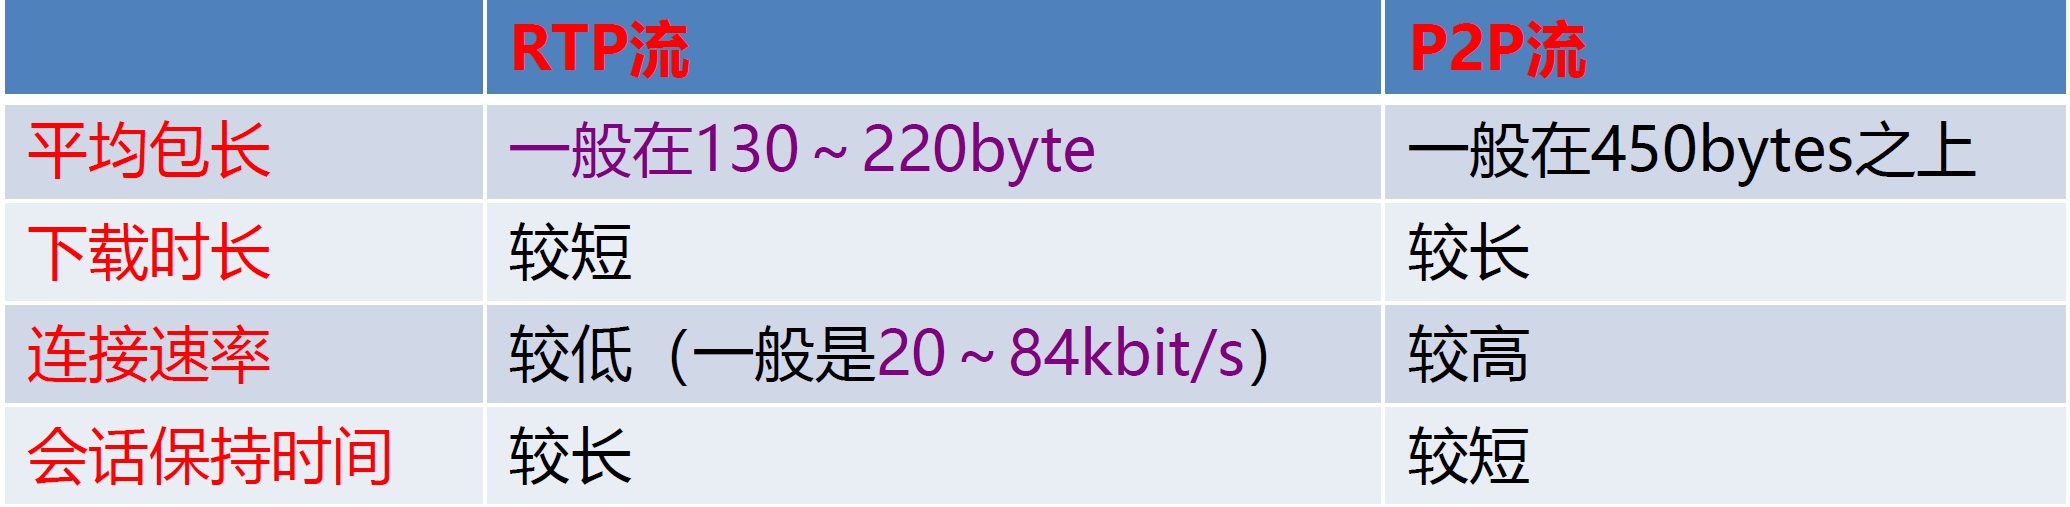 RTP流 P2P流
平均包长 一般在130～220byte 一般在450bytes之上
下载时长 较短 较长
连接速率 较低（一般是20～84kbit/s） 较高
会话保持时间 较长 较短